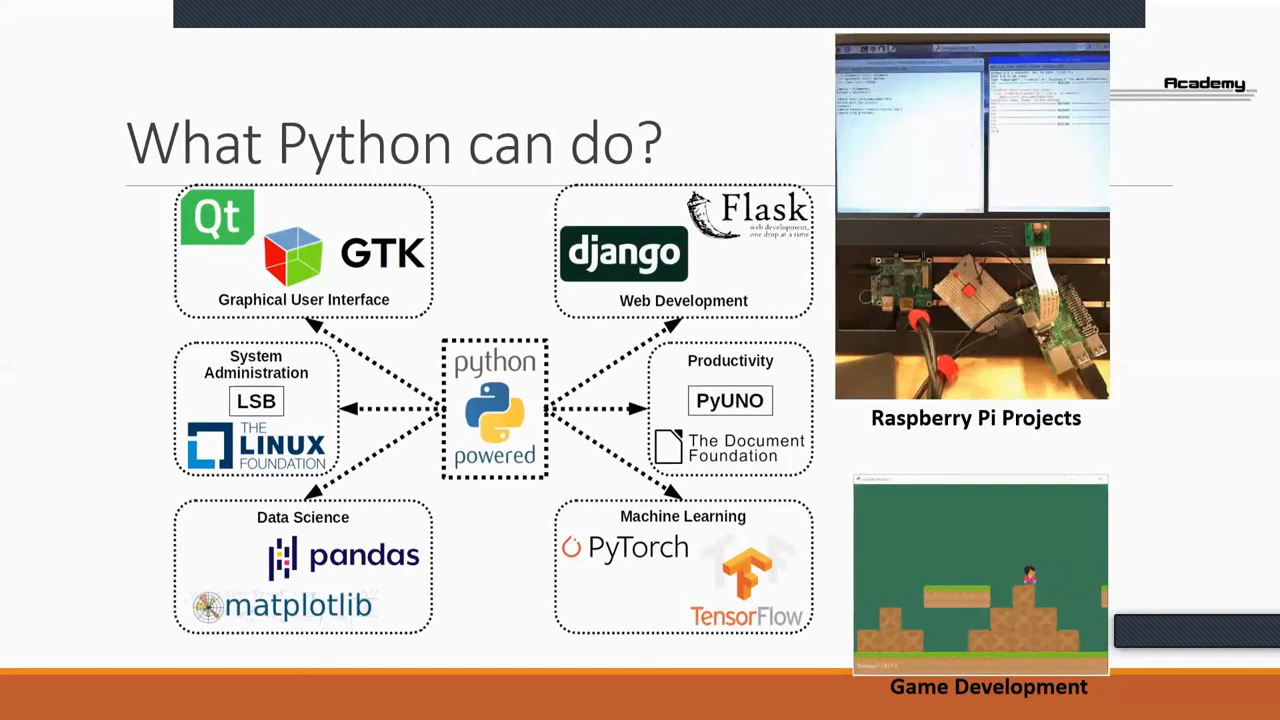 Academy
What Python can do?
Qt
GTK
Graphical User Interface
Flask
web development,
one drop at a time
django
Web Development
System
Administration
LSB
THE
LINUX
FOUNDATION
python
powered
Productivity
PyUNO
The Document
Foundation
Data Science
pandas
matplotlib
Machine Learning
PyTorch
TensorFlow
Raspberry Pi Projects
Game Development